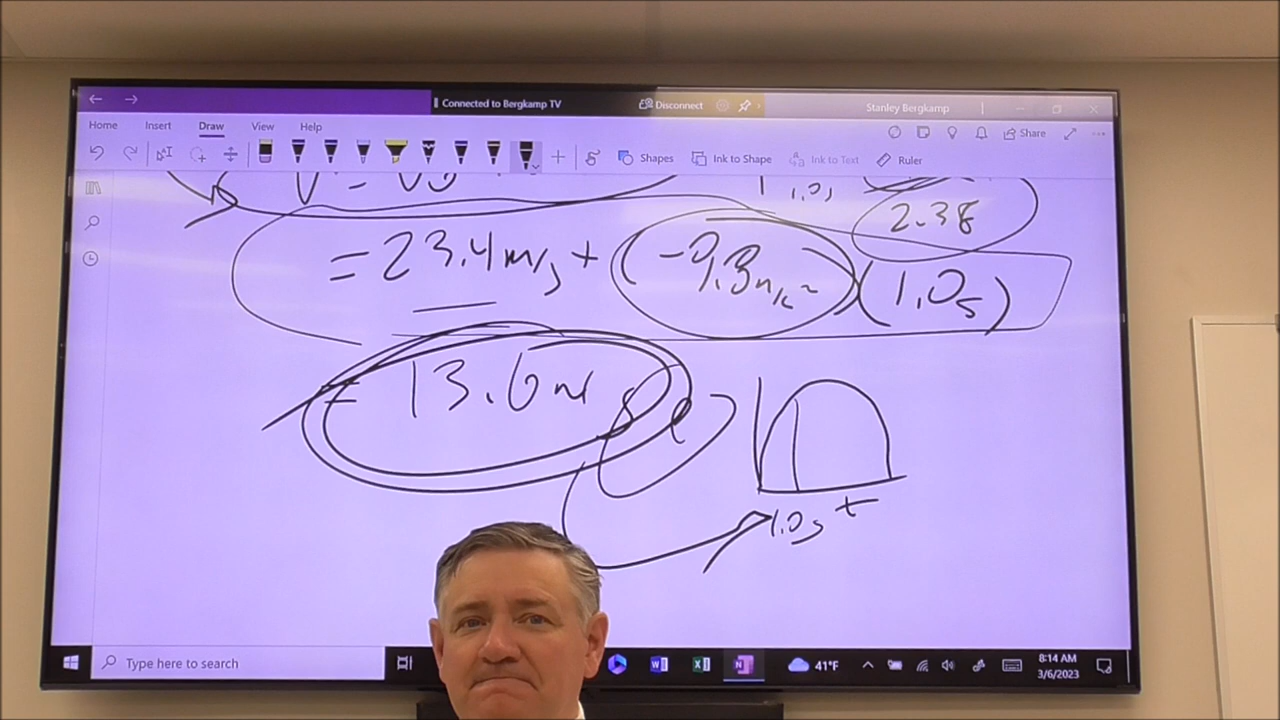 Connected to Bergkamp TV
Disconnect
Stanley Bergkamp
Home Insert Draw View Help
Share
Shapes
Ink to Shape
Ink to Text
Ruler
2.38
= 23.4 m/s + (-9.8 m/s²)(1.0s)
= 13.6 m/s
1.0s t
Type here to search
41°F
8:14 AM
3/6/2023